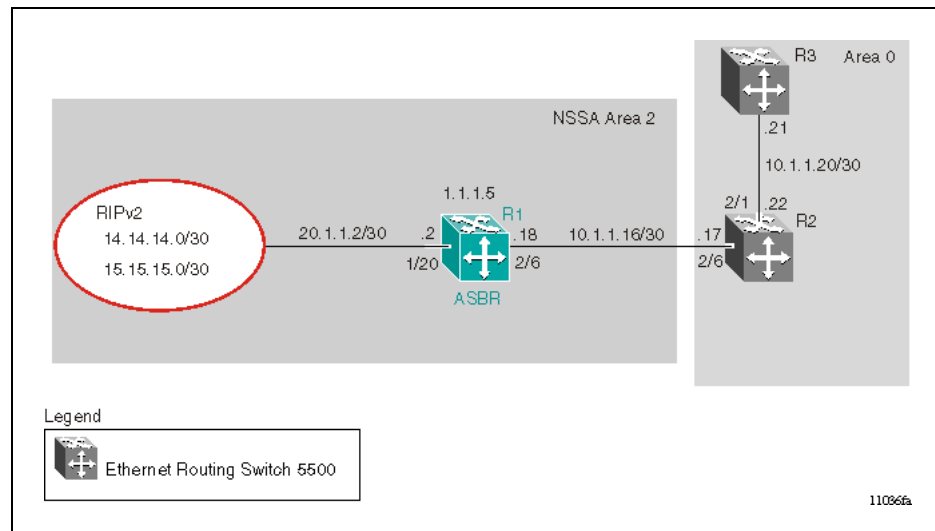 R3
Area 0
NSSA Area 2
.21
10.1.1.20/30
1.1.1.5
RIPv2
R1
2/1
.22
R2
14.14.14.0/30
20.1.1.2/30
.2
.18
10.1.1.16/30
.17
15.15.15.0/30
1/20
2/6
2/6
ASBR
Legend
Ethernet Routing Switch 5500
11036fa